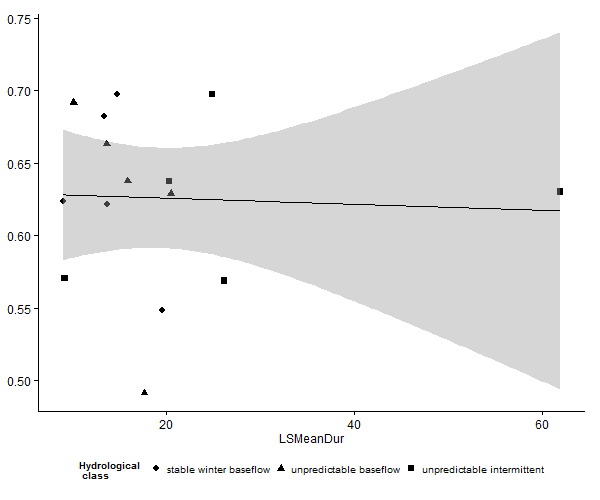 0.75
0.70
0.65
0.60
0.55
0.50
20 40 60
LSMeanDur
Hydrological
class
stable winter baseflow unpredictable baseflow unpredictable intermittent